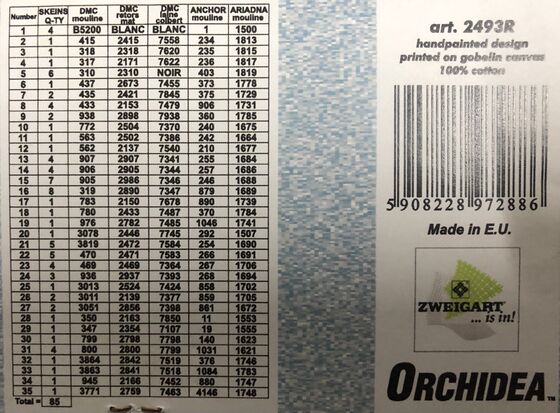 Number SKEINS Q-TY DMC mouline DMC retors mat DMC laine colbert ANCHOR mouline ARIADNA mouline
1 4 B5200 BLANC BLANC 1 1500
2 1 415 2415 7558 234 1813
3 1 318 2318 7620 235 1815
4 1 317 2171 7622 236 1817
5 6 310 2310 NOIR 403 1819
6 1 437 2673 7455 373 1778
7 2 435 2421 7845 375 1729
8 4 433 2153 7479 906 1731
9 2 938 2898 7938 360 1785
10 1 772 2504 7370 240 1675
11 1 563 2502 7386 242 1664
12 1 562 2137 7540 210 1677
13 4 907 2907 7341 255 1684
14 4 906 2905 7344 257 1686
15 7 905 2986 7346 246 1688
16 8 319 2890 7347 879 1689
17 1 783 2150 7678 890 1739
18 1 780 2433 7487 370 1784
19 1 976 2782 7485 1046 1741
20 1 3078 2446 7745 292 1507
21 5 3819 2472 7584 254 1690
22 5 470 2471 7583 266 1691
23 4 469 2469 7366 267 1706
24 3 936 2937 7393 268 1694
25 1 3013 2524 7424 858 1702
26 2 3011 2139 7377 859 1705
27 2 3051 2856 7398 861 1672
28 1 350 2163 7850 11 1553
29 1 347 2354 7107 19 1555
30 1 799 2798 7798 140 1623
31 4 800 2799 7799 1031 1621
32 1 3864 2842 7519 376 1746
33 1 3863 2841 7518 1084 1783
34 1 945 2166 7452 880 1747
35 1 3771 2759 7463 4146 1748
Total = 85
art. 2493R
handpainted design
printed on gobelin canvas
100% cotton
5 908228 972886
Made in E.U.
ZWEIGART
... is in!
ORCHIDEA™